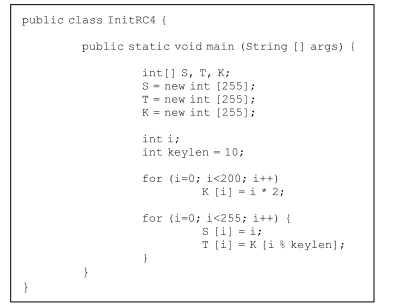 public class InitRC4 {
public static void main (String [] args) {
int[] S, T, K;
S = new int [255];
T = new int [255];
K = new int [255];
int i;
int keylen = 10;
for (i=0; i<200; i++)
K [i] = i * 2;
for (i=0; i<255; i++) {
S [i] = i;
T [i] = K [i % keylen];
}
}
}